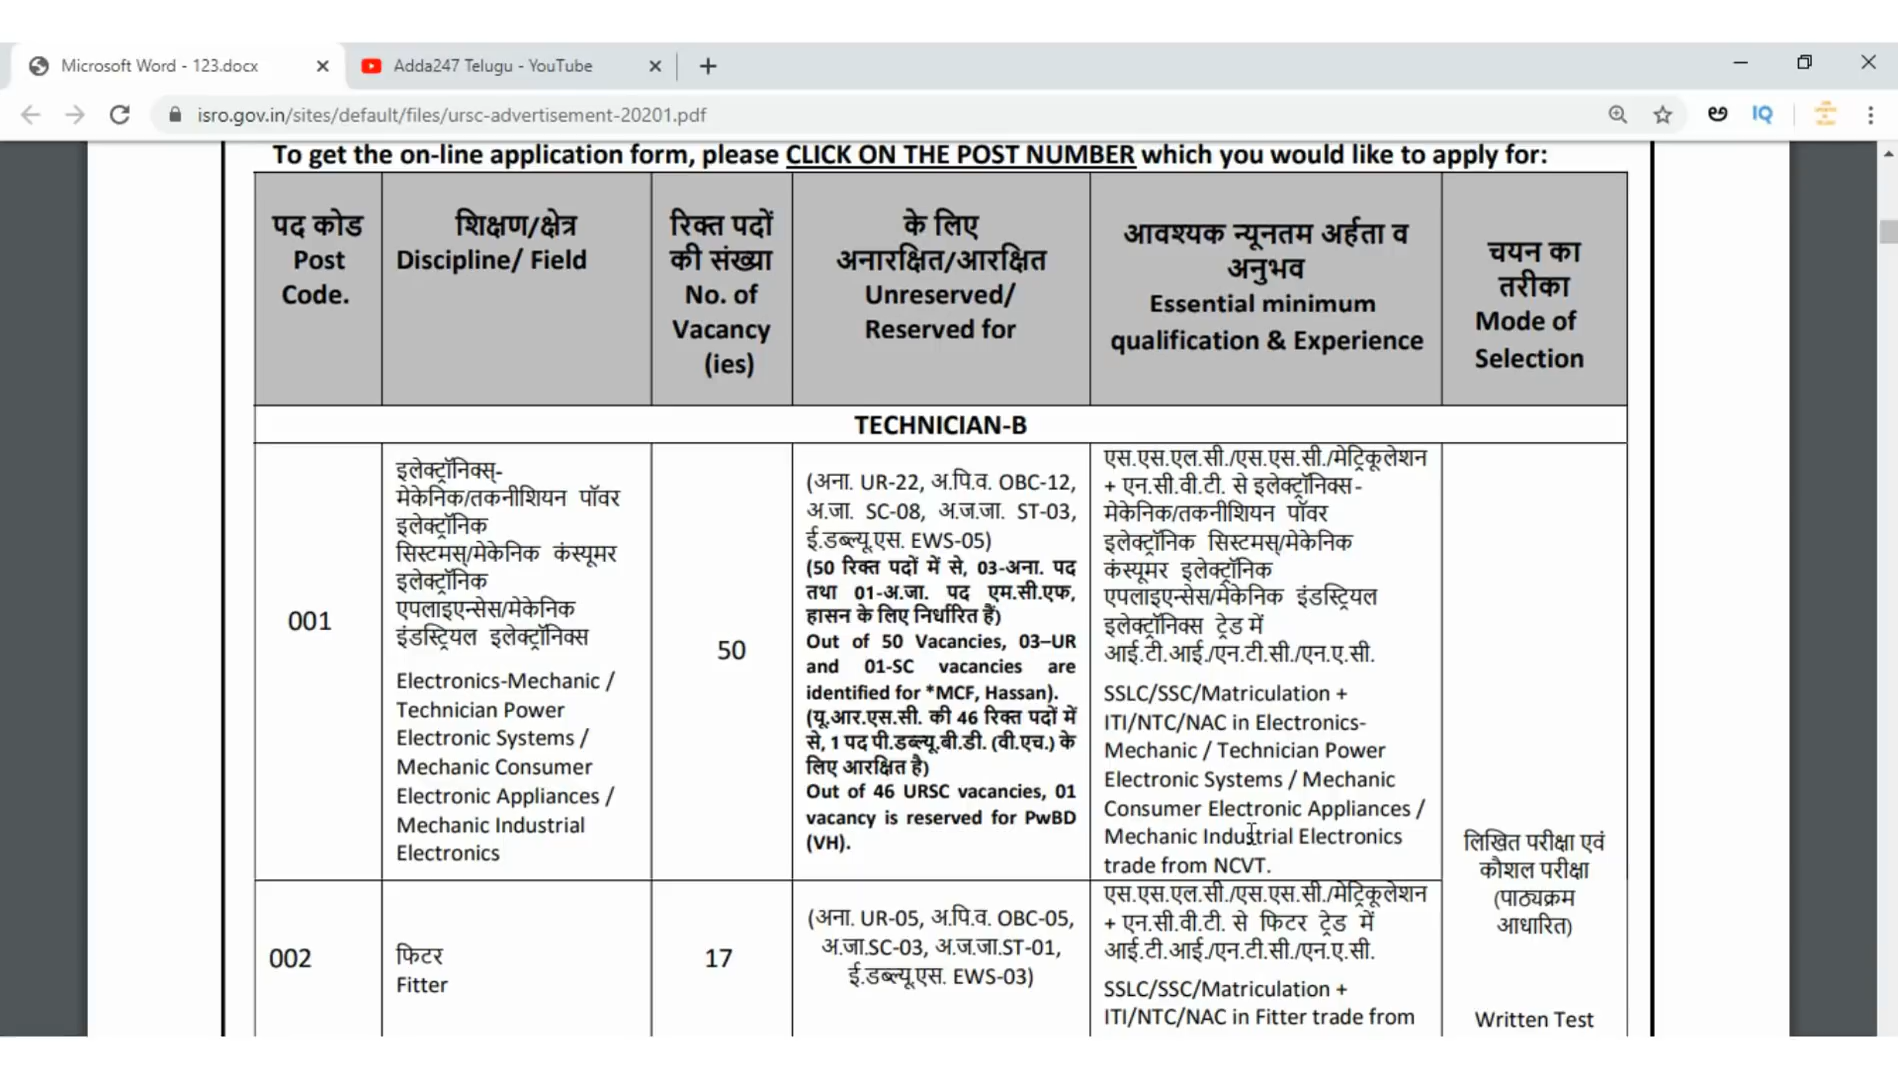 Microsoft Word - 123.docx
Adda247 Telugu - YouTube
isro.gov.in/sites/default/files/ursc-advertisement-20201.pdf
IQ
To get the on-line application form, please CLICK ON THE POST NUMBER which you would like to apply for:
पद कोड
Post
Code.
शिक्षण/क्षेत्र
Discipline/ Field
रिक्त पदों
की संख्या
No. of
Vacancy
(ies)
के लिए
अनारक्षित/आरक्षित
Unreserved/
Reserved for
आवश्यक न्यूनतम अर्हता व
अनुभव
Essential minimum
qualification & Experience
चयन का
तरीका
Mode of
Selection
TECHNICIAN-B
001
इलेक्ट्रॉनिक्स्-
मेकेनिक/तकनीशियन पॉवर
इलेक्ट्रॉनिक
सिस्टमस्/मेकेनिक कंस्यूमर
इलेक्ट्रॉनिक
एपलाइएन्सेस/मेकेनिक
इंडस्ट्रियल इलेक्ट्रॉनिक्स
Electronics-Mechanic /
Technician Power
Electronic Systems /
Mechanic Consumer
Electronic Appliances /
Mechanic Industrial
Electronics
50
(अना. UR-22, अ.पि.व. OBC-12,
अ.जा. SC-08, अ.ज.जा. ST-03,
ई.डब्ल्यू.एस. EWS-05)
(50 रिक्त पदों में से, 03-अना. पद
तथा 01-अ.जा. पद एम.सी.एफ,
हासन के लिए निर्धारित हैं)
Out of 50 Vacancies, 03–UR
and 01-SC vacancies are
identified for *MCF, Hassan).
(यू.आर.एस.सी. की 46 रिक्त पदों में
से, 1 पद पी.डब्ल्यू.बी.डी. (वी.एच.) के
लिए आरक्षित है)
Out of 46 URSC vacancies, 01
vacancy is reserved for PwBD
(VH).
एस.एस.एल.सी./एस.एस.सी./मेट्रिकूलेशन
+ एन.सी.वी.टी. से इलेक्ट्रॉनिक्स-
मेकेनिक/तकनीशियन पॉवर
इलेक्ट्रॉनिक सिस्टमस्/मेकेनिक
कंस्यूमर इलेक्ट्रॉनिक
एपलाइएन्सेस/मेकेनिक इंडस्ट्रियल
इलेक्ट्रॉनिक्स ट्रेड में
आई.टी.आई./एन.टी.सी./एन.ए.सी.
SSLC/SSC/Matriculation +
ITI/NTC/NAC in Electronics-
Mechanic / Technician Power
Electronic Systems / Mechanic
Consumer Electronic Appliances /
Mechanic Industrial Electronics
trade from NCVT.
लिखित परीक्षा एवं
कौशल परीक्षा
(पाठ्यक्रम
आधारित)
Written Test
002
फिटर
Fitter
17
(अना. UR-05, अ.पि.व. OBC-05,
अ.जा.SC-03, अ.ज.जा.ST-01,
ई.डब्ल्यू.एस. EWS-03)
एस.एस.एल.सी./एस.एस.सी./मेट्रिकूलेशन
+ एन.सी.वी.टी. से फिटर ट्रेड में
आई.टी.आई./एन.टी.सी./एन.ए.सी.
SSLC/SSC/Matriculation +
ITI/NTC/NAC in Fitter trade from